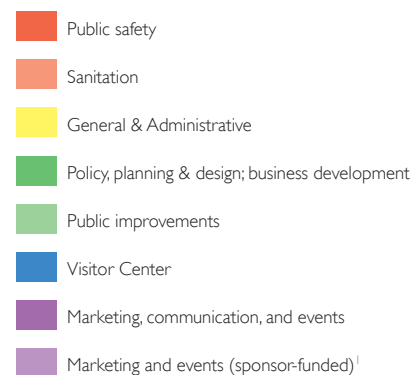 Public safety
Sanitation
General & Administrative
Policy, planning & design; business development
Public improvements
Visitor Center
Marketing, communication, and events
Marketing and events (sponsor-funded)¹